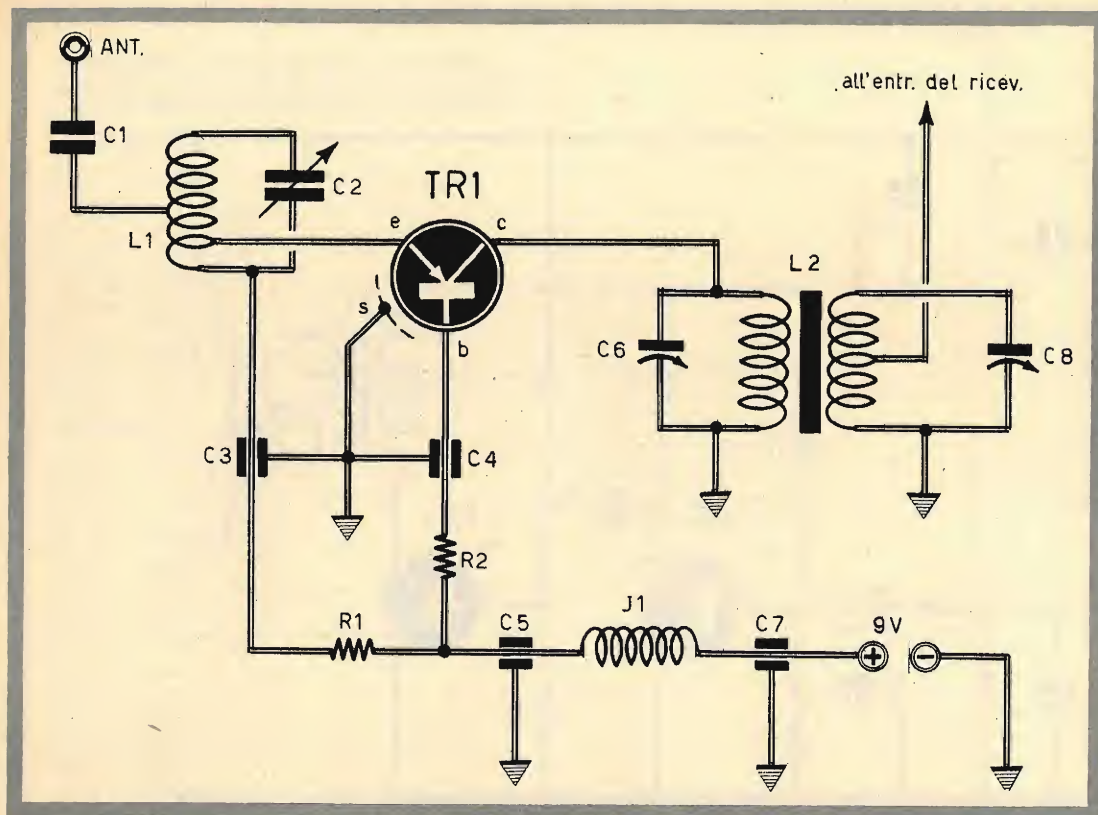 ANT.
all'entr. del ricev.
C1
C2
TR1
L1
e
c
L2
s
b
C6
C8
C3
C4
R2
R1
C5
J1
C7
9V
+
−